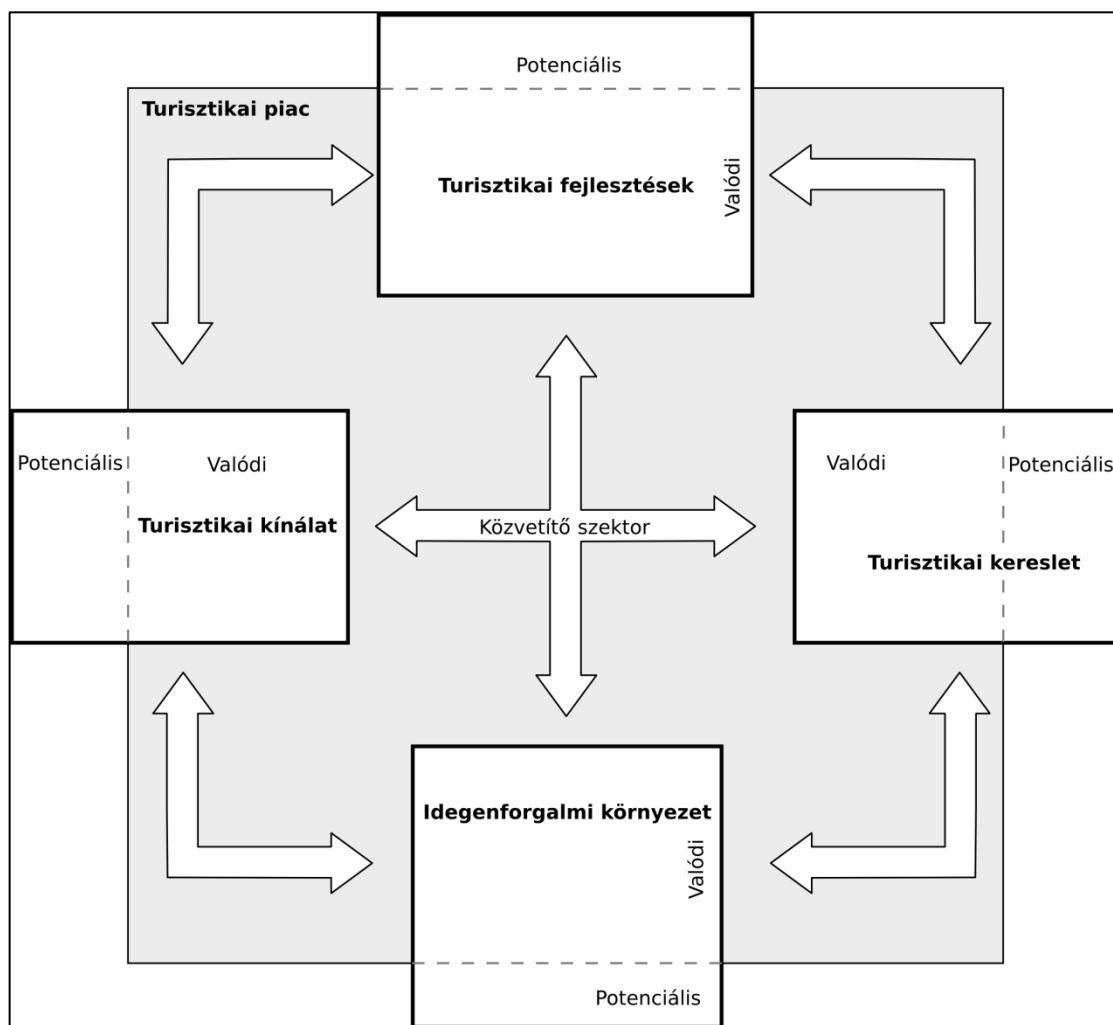 Potenciális
Turisztikai piac
Turisztikai fejlesztések
Valódi
Potenciális
Valódi
Turisztikai kínálat
Közvetítő szektor
Valódi
Potenciális
Turisztikai kereslet
Idegenforgalmi környezet
Valódi
Potenciális